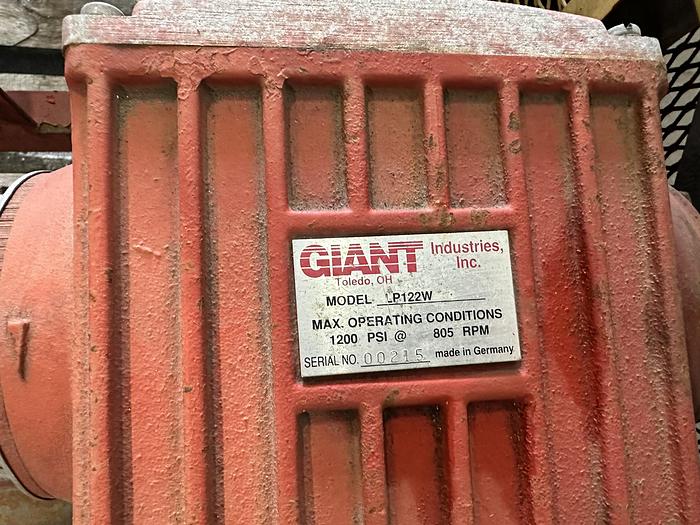 GIANT Industries, Inc.
Toledo, OH
MODEL LP122W
MAX. OPERATING CONDITIONS
1200 PSI @ 805 RPM
SERIAL NO. 00215 made in Germany